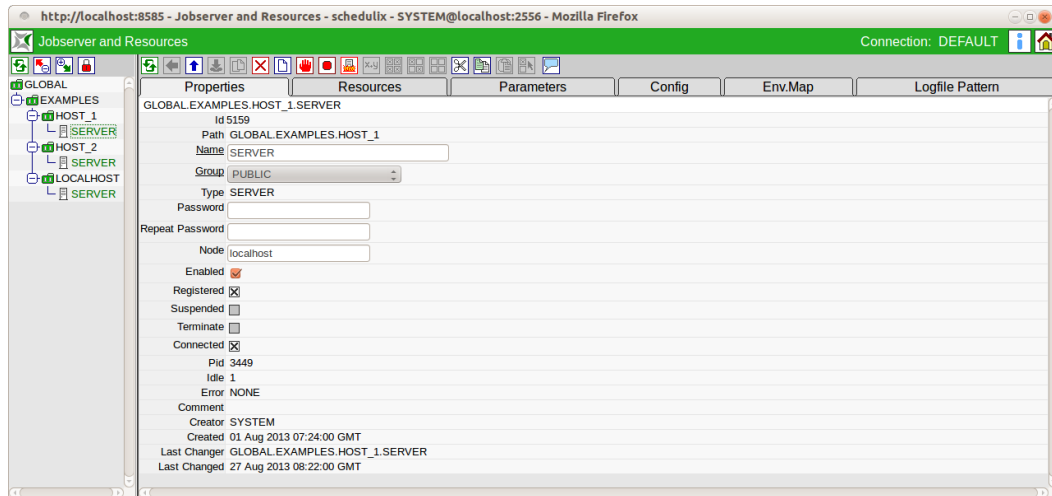 http://localhost:8585 - Jobserver and Resources - schedulix - SYSTEM@localhost:2556 - Mozilla Firefox
Jobserver and Resources
Connection: DEFAULT
GLOBAL
EXAMPLES
HOST_1
SERVER
HOST_2
SERVER
LOCALHOST
SERVER
x.y
Properties
Resources
Parameters
Config
Env.Map
Logfile Pattern
GLOBAL.EXAMPLES.HOST_1.SERVER
Id 5159
Path GLOBAL.EXAMPLES.HOST_1
Name SERVER
Group PUBLIC
Type SERVER
Password
Repeat Password
Node localhost
Enabled
Registered
Suspended
Terminate
Connected
Pid 3449
Idle 1
Error NONE
Comment
Creator SYSTEM
Created 01 Aug 2013 07:24:00 GMT
Last Changer GLOBAL.EXAMPLES.HOST_1.SERVER
Last Changed 27 Aug 2013 08:22:00 GMT